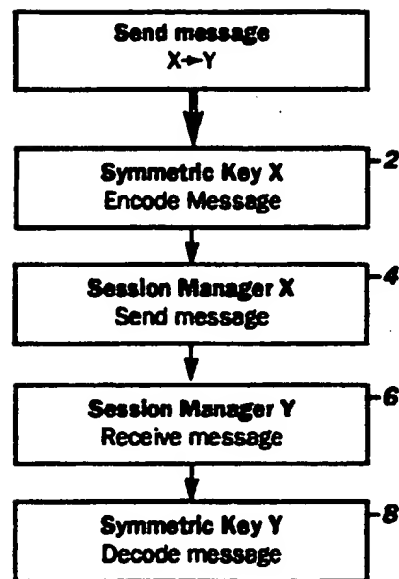 Send message
X→Y
Symmetric Key X
Encode Message
2
Session Manager X
Send message
4
Session Manager Y
Receive message
6
Symmetric Key Y
Decode message
8